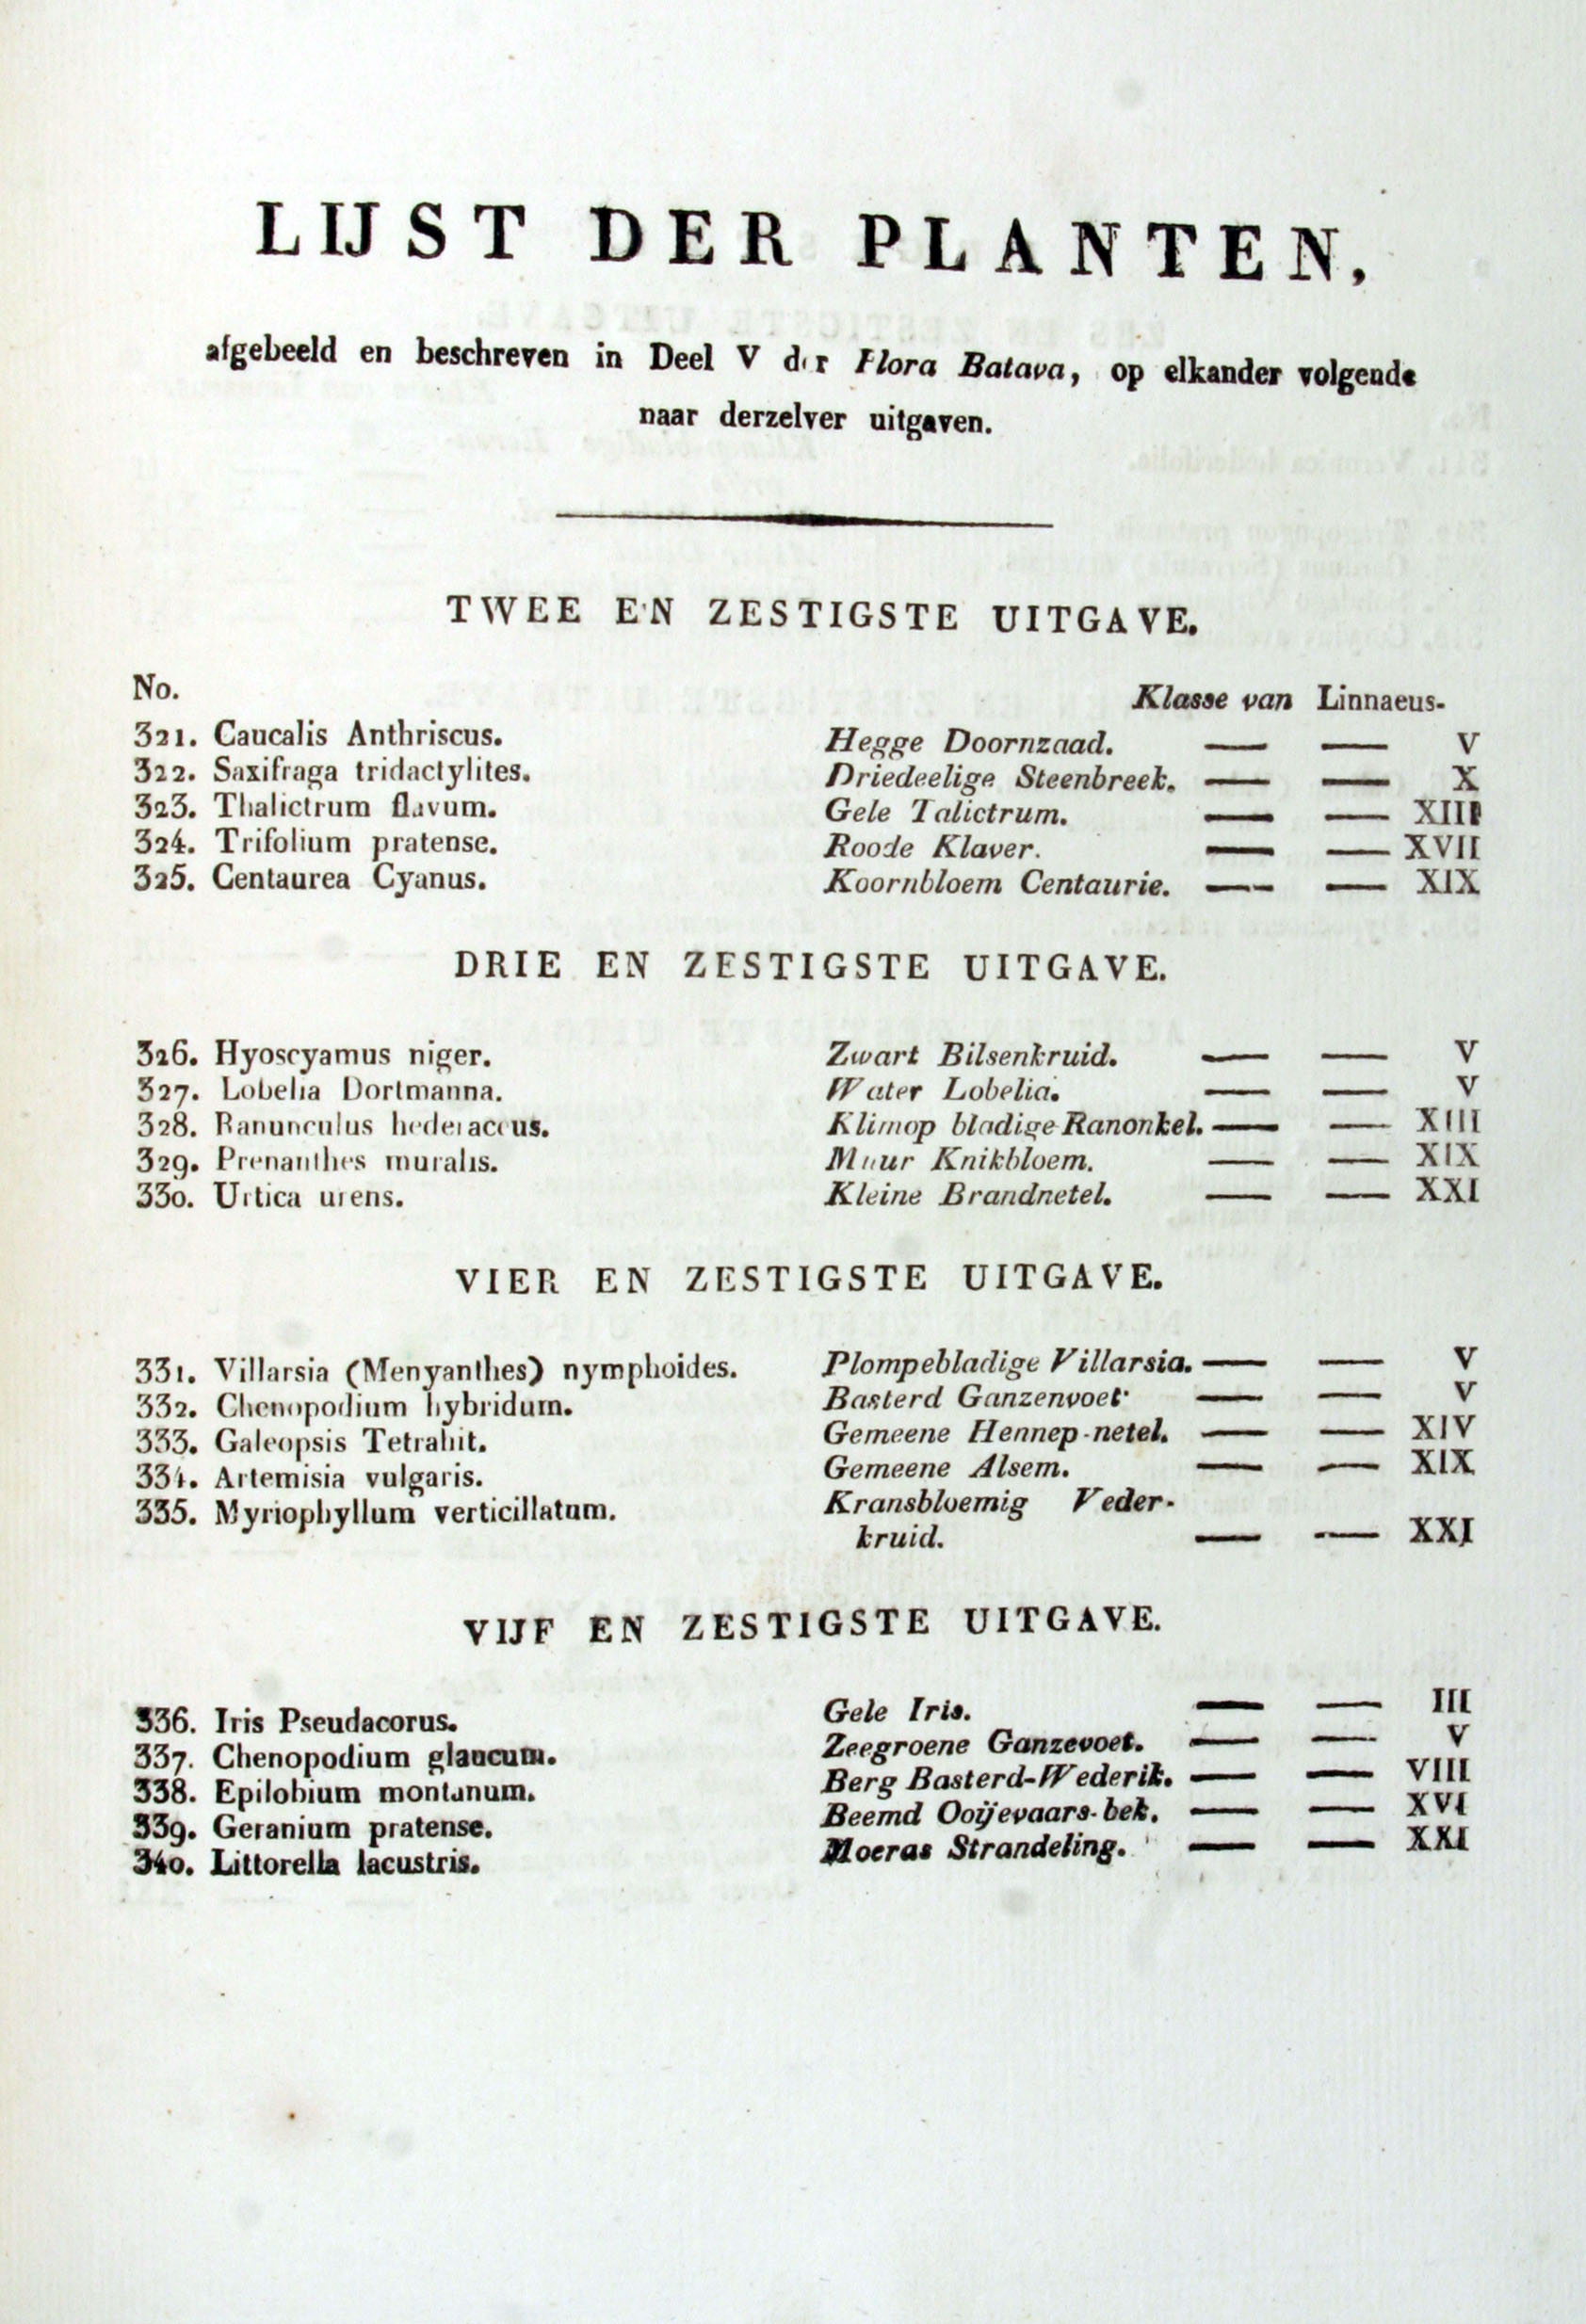 LIJST DER PLANTEN,
afgebeeld en beschreven in Deel V der Flora Batava, op elkander volgende
naar derzelver uitgaven.
TWEE EN ZESTIGSTE UITGAVE.
No. Klasse van Linnaeus.
321. Caucalis Anthriscus. Hegge Doornzaad. — — V
322. Saxifraga tridactylites. Driedeelige Steenbreek. — — X
323. Thalictrum flavum. Gele Talictrum. — — XIII
324. Trifolium pratense. Roode Klaver. — — XVII
325. Centaurea Cyanus. Koornbloem Centaurie. — — XIX
DRIE EN ZESTIGSTE UITGAVE.
326. Hyoscyamus niger. Zwart Bilsenkruid. — — V
327. Lobelia Dortmanna. Water Lobelia. — — V
328. Ranunculus hederaceus. Klimop bladige Ranonkel. — — XIII
329. Prenanthes muralis. Muur Knikbloem. — — XIX
330. Urtica urens. Kleine Brandnetel. — — XXI
VIER EN ZESTIGSTE UITGAVE.
331. Villarsia (Menyanthes) nymphoides. Plompebladige Villarsia. — — V
332. Chenopodium hybridum. Basterd Ganzenvoet. — — V
333. Galeopsis Tetrahit. Gemeene Hennep-netel. — — XIV
334. Artemisia vulgaris. Gemeene Alsem. — — XIX
335. Myriophyllum verticillatum. Kransbloemig Veder-
kruid. — — XXI
VIJF EN ZESTIGSTE UITGAVE.
336. Iris Pseudacorus. Gele Iris. — — III
337. Chenopodium glaucum. Zeegroene Ganzevoet. — — V
338. Epilobium montanum. Berg Basterd-Wederik. — — VIII
339. Geranium pratense. Beemd Ooijevaars-bek. — — XVI
340. Littorella lacustris. Moeras Strandeling. — — XXI